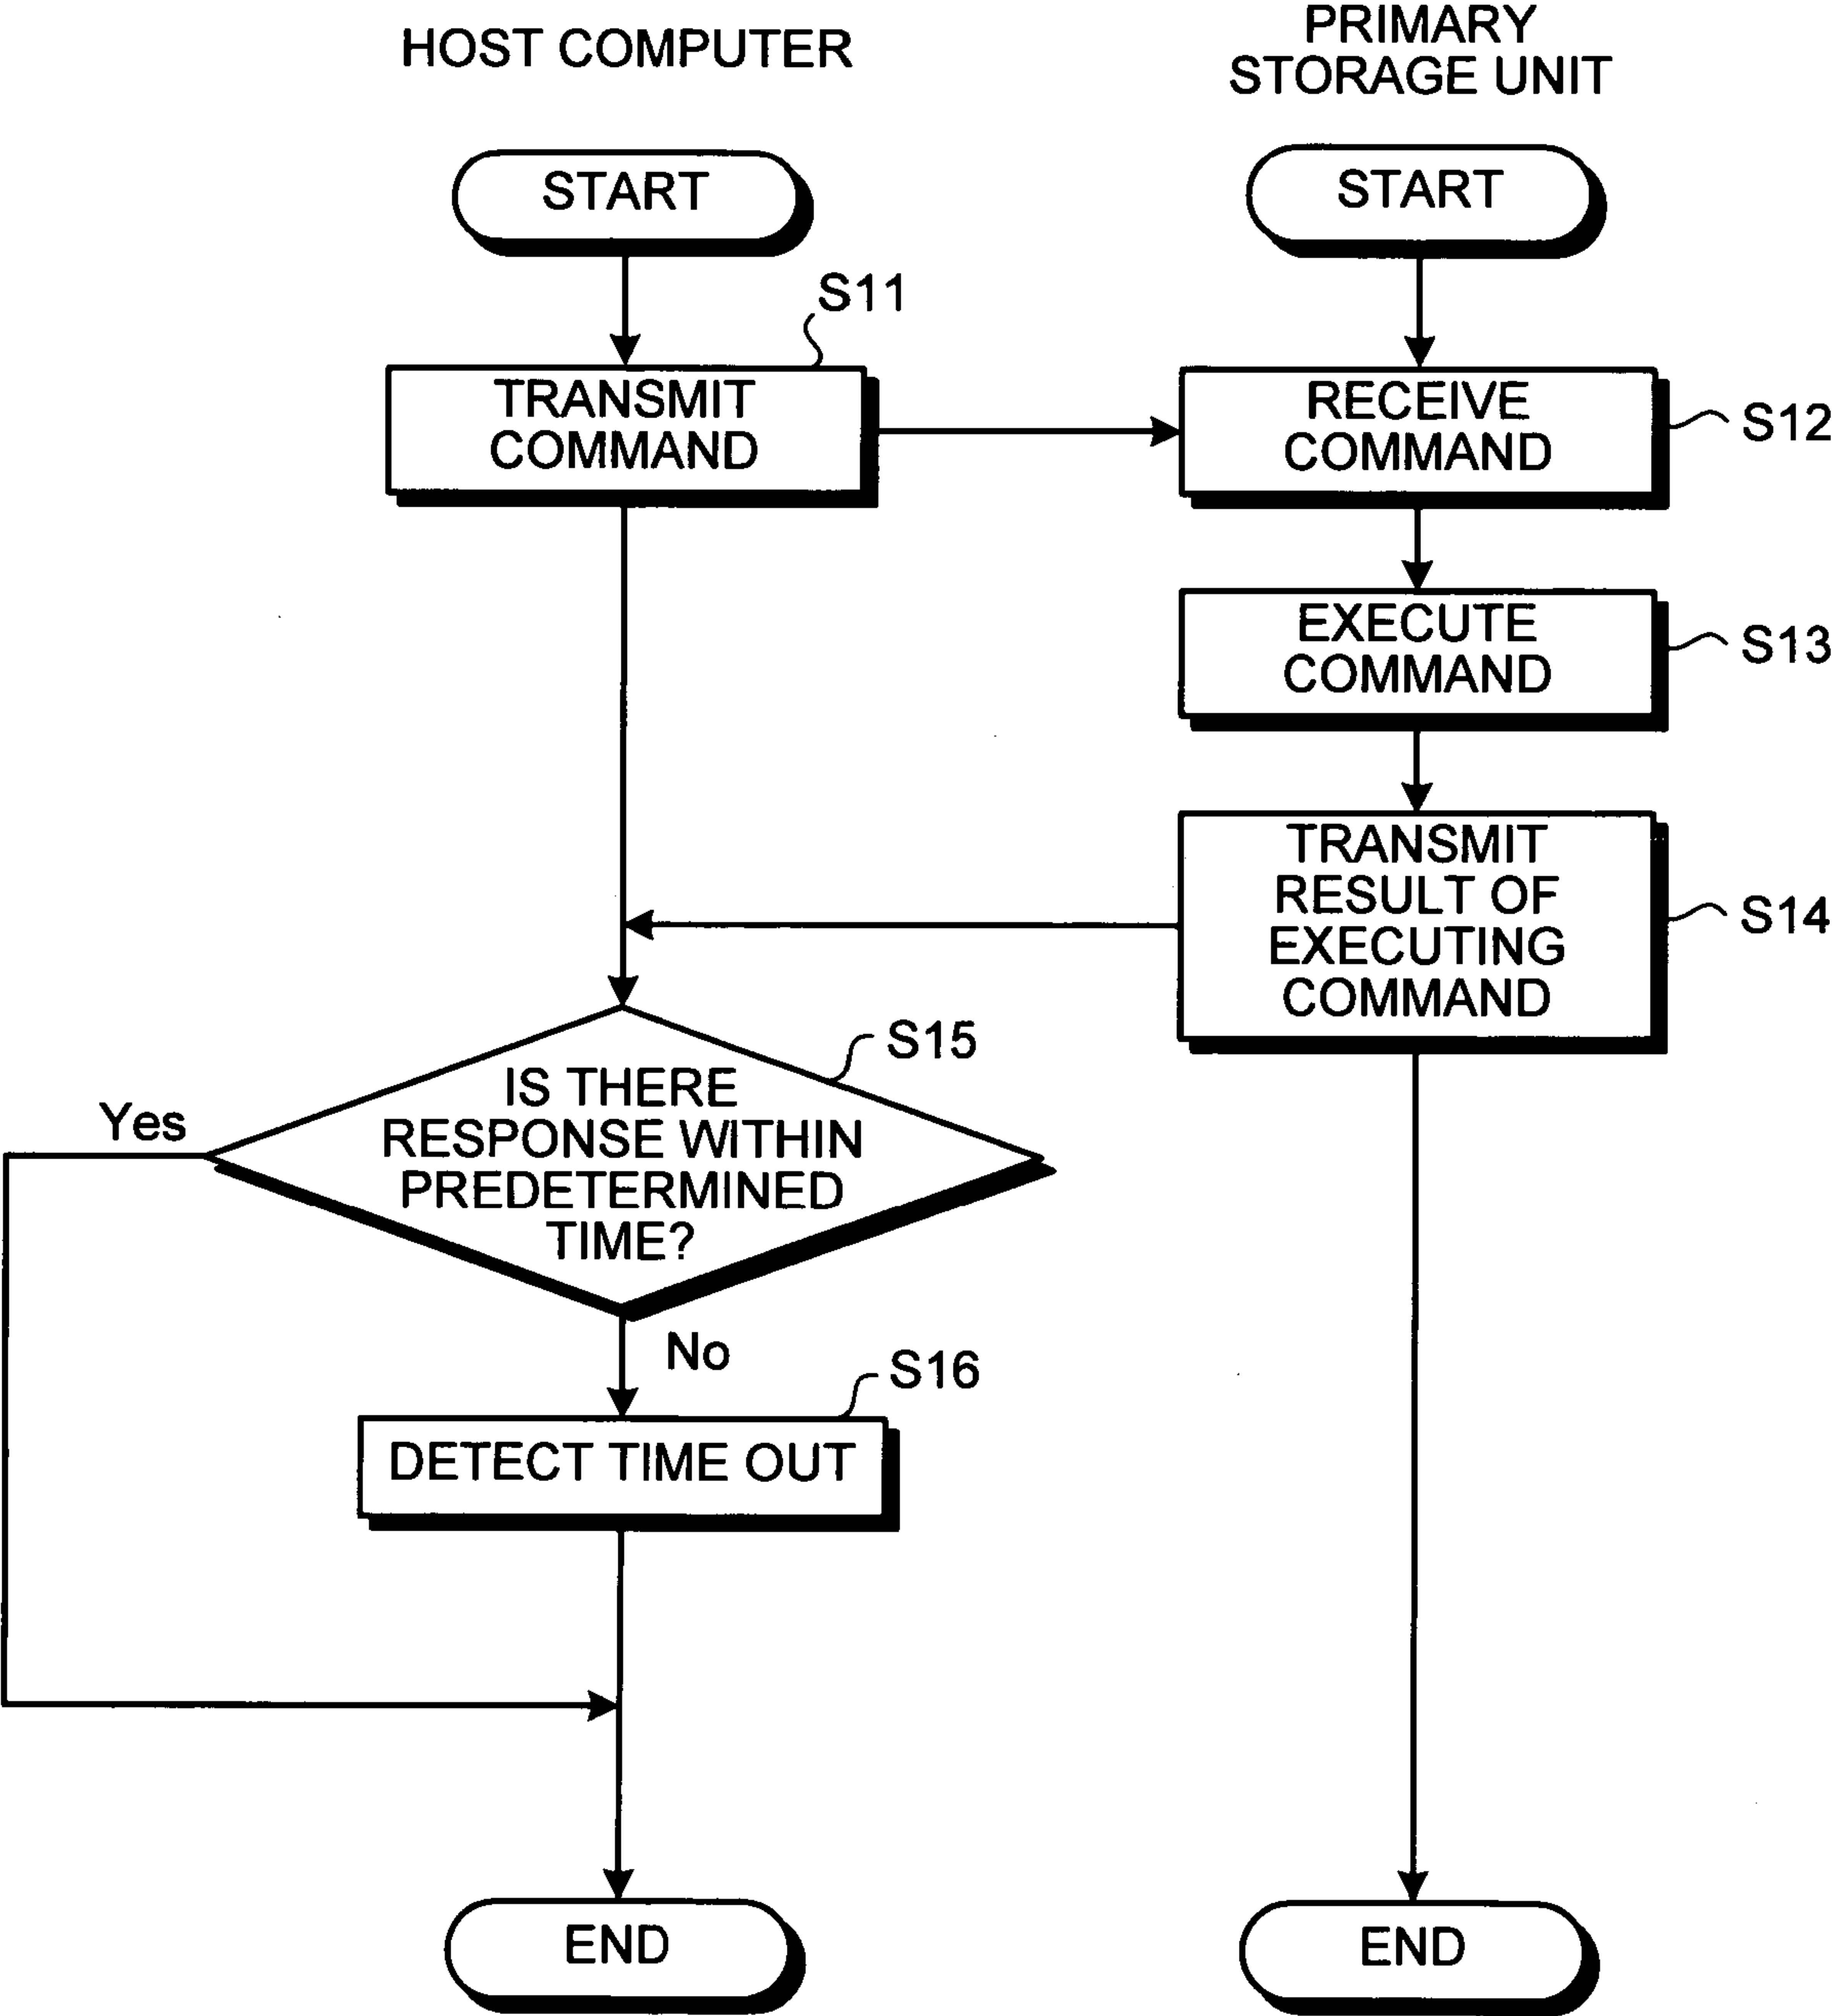 HOST COMPUTER
PRIMARY
STORAGE UNIT
START
START
S11
TRANSMIT
COMMAND
RECEIVE
COMMAND
S12
EXECUTE
COMMAND
S13
TRANSMIT
RESULT OF
EXECUTING
COMMAND
S14
S15
IS THERE
RESPONSE WITHIN
PREDETERMINED
TIME?
Yes
No
S16
DETECT TIME OUT
END
END